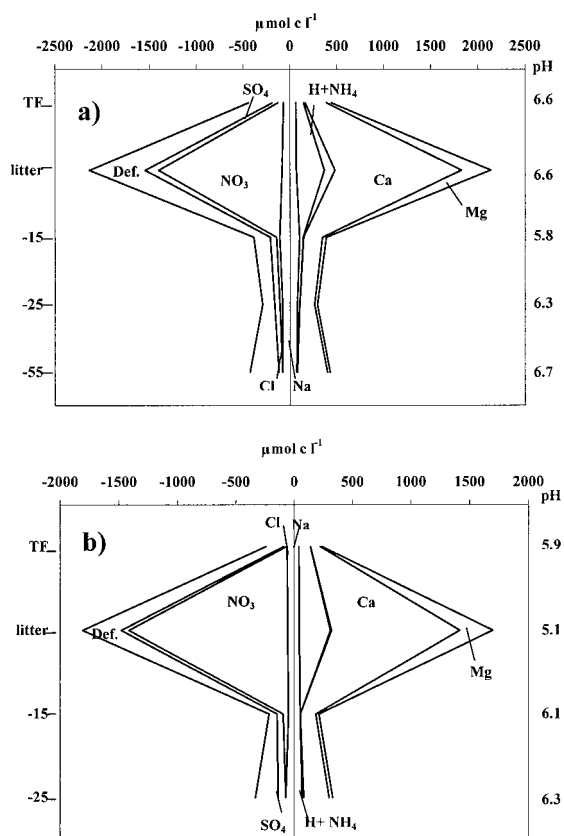 µmol c l⁻¹
-2500 -2000 -1500 -1000 -500 0 500 1000 1500 2000 2500
pH
a)
SO₄ H+NH₄
TF 6.6
litter Def. NO₃ Ca 6.6
Mg
-15 5.8
-25 6.3
-55 6.7
Cl Na
µmol c l⁻¹
-2000 -1500 -1000 -500 0 500 1000 1500 2000
pH
b)
Cl Na
TF 5.9
NO₃ Ca
litter Def. 5.1
Mg
-15 6.1
-25 6.3
SO₄ H+ NH₄